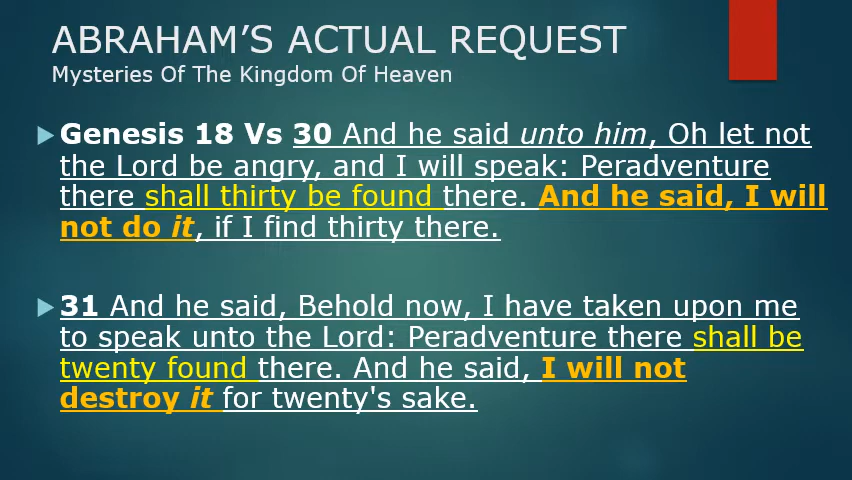 ABRAHAM'S ACTUAL REQUEST
Mysteries Of The Kingdom Of Heaven
Genesis 18 Vs 30 And he said unto him, Oh let not
the Lord be angry, and I will speak: Peradventure
there shall thirty be found there. And he said, I will
not do it, if I find thirty there.
31 And he said, Behold now, I have taken upon me
to speak unto the Lord: Peradventure there shall be
twenty found there. And he said, I will not
destroy it for twenty's sake.